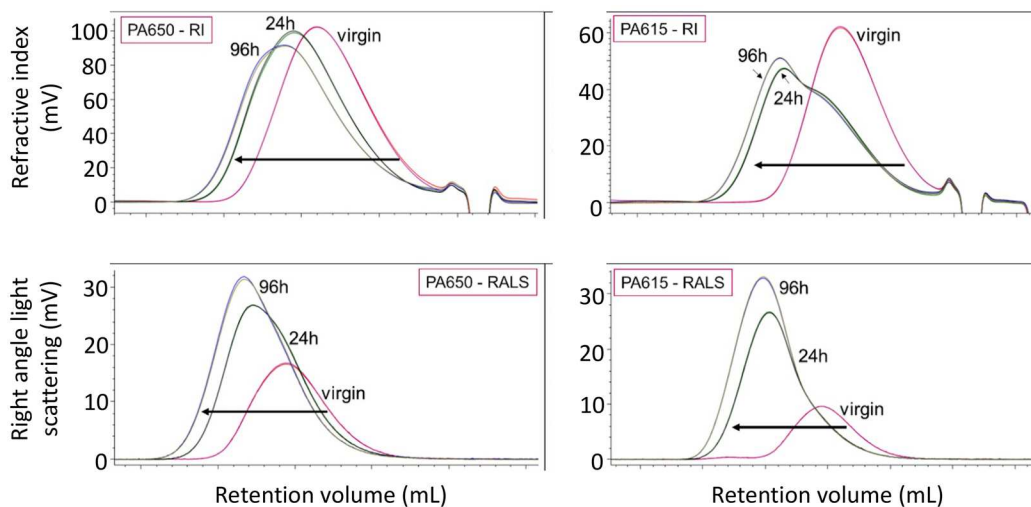 Refractive index
(mV)
100
80
60
40
20
0
PA650 - RI
24h
96h
virgin
60
40
20
0
PA615 - RI
virgin
96h
24h
Right angle light
scattering (mV)
30
20
10
0
PA650 - RALS
96h
24h
virgin
30
20
10
0
PA615 - RALS
96h
24h
virgin
Retention volume (mL)
Retention volume (mL)